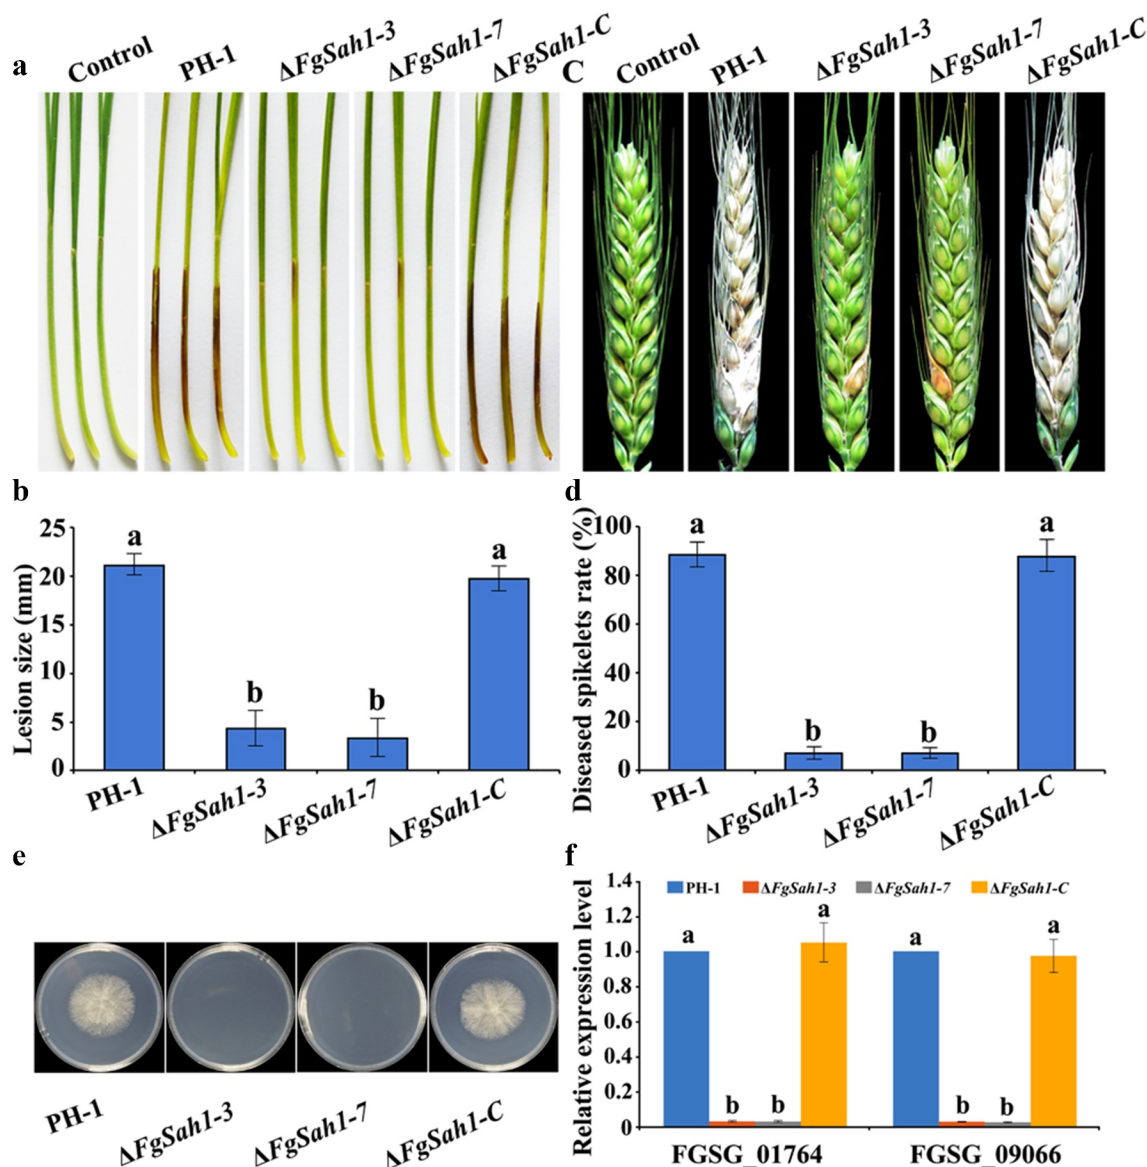 a
Control
PH-1
ΔFgSah1-3
ΔFgSah1-7
ΔFgSah1-C
C
Control
PH-1
ΔFgSah1-3
ΔFgSah1-7
ΔFgSah1-C
b
Lesion size (mm)
25
20
15
10
5
0
a
b
b
a
PH-1
ΔFgSah1-3
ΔFgSah1-7
ΔFgSah1-C
d
Diseased spikelets rate (%)
100
80
60
40
20
0
a
b
b
a
PH-1
ΔFgSah1-3
ΔFgSah1-7
ΔFgSah1-C
e
PH-1
ΔFgSah1-3
ΔFgSah1-7
ΔFgSah1-C
f
Relative expression level
1.4
1.2
1.0
0.8
0.6
0.4
0.2
0
PH-1 ΔFgSah1-3 ΔFgSah1-7 ΔFgSah1-C
a
b
b
a
a
b
b
a
FGSG_01764
FGSG_09066